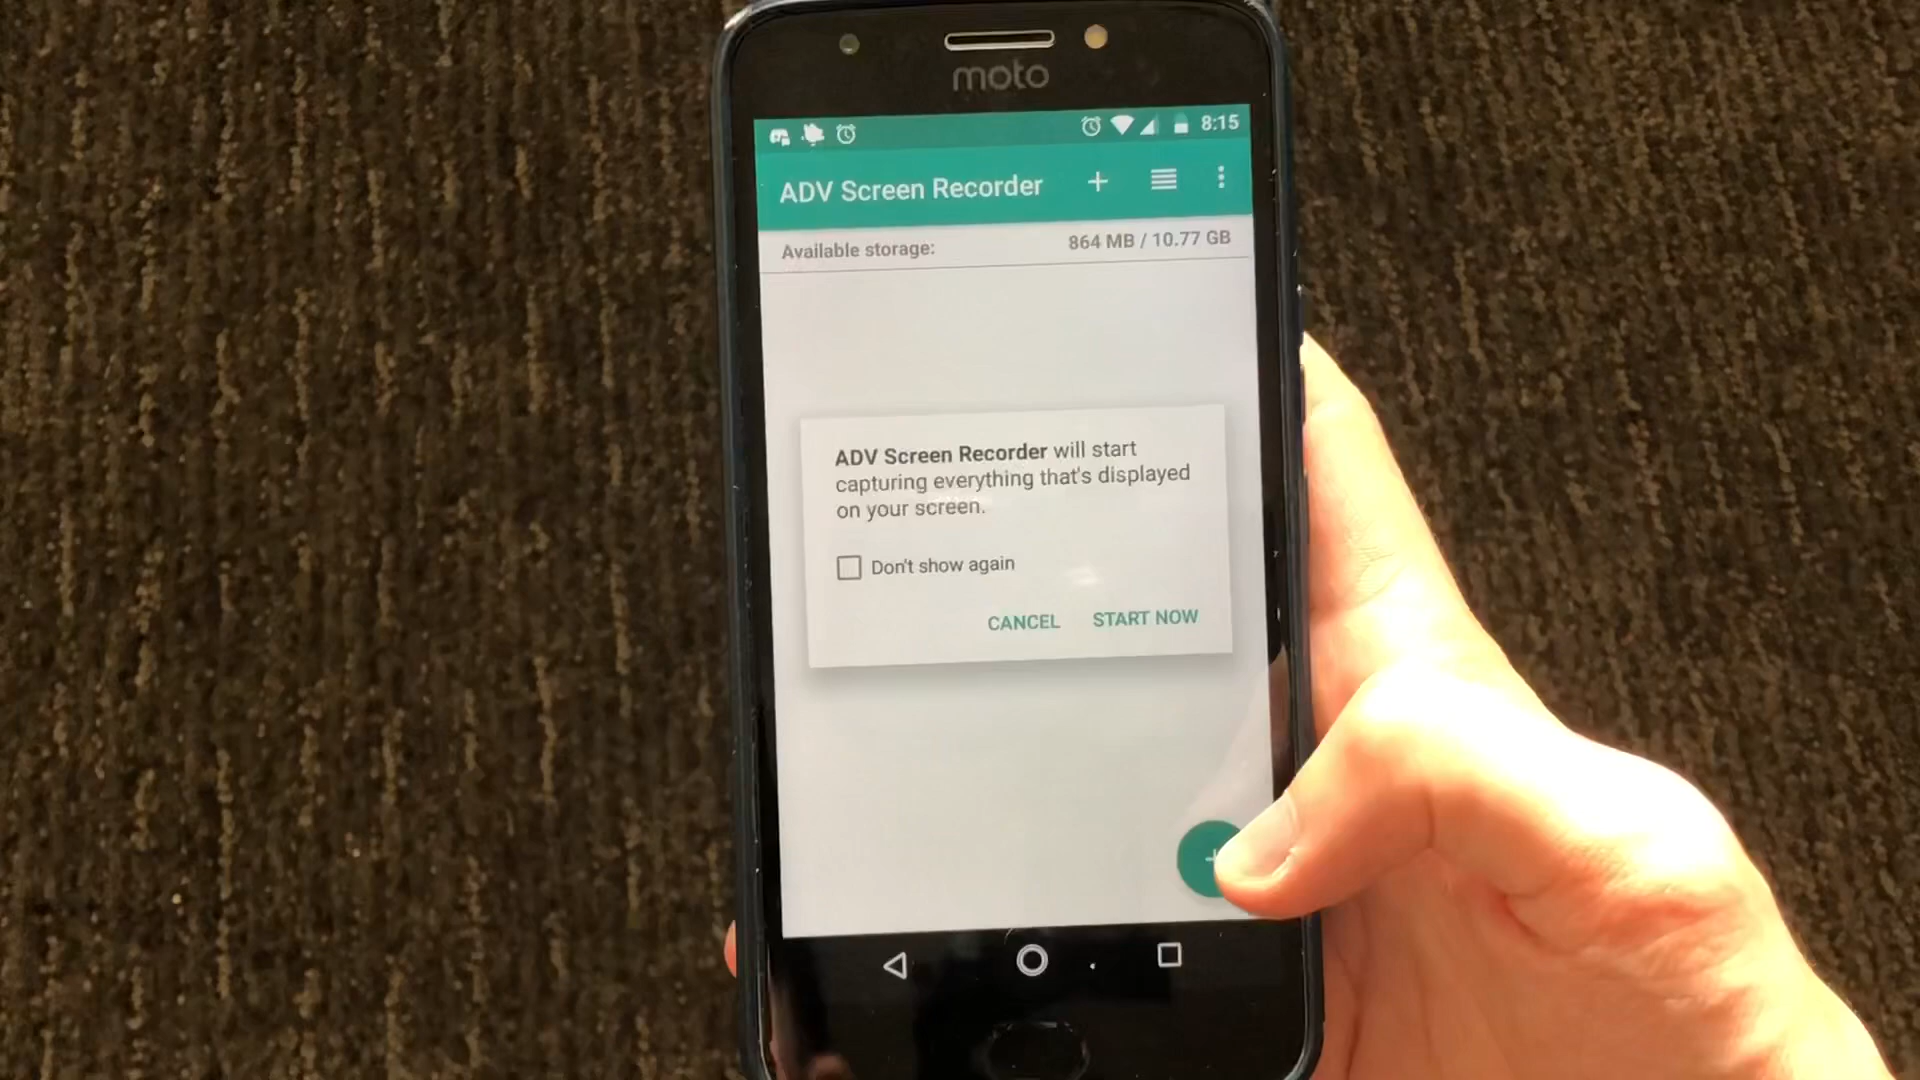 moto
8:15
ADV Screen Recorder
Available storage: 864 MB / 10.77 GB
ADV Screen Recorder will start
capturing everything that's displayed
on your screen.
Don't show again
CANCEL START NOW